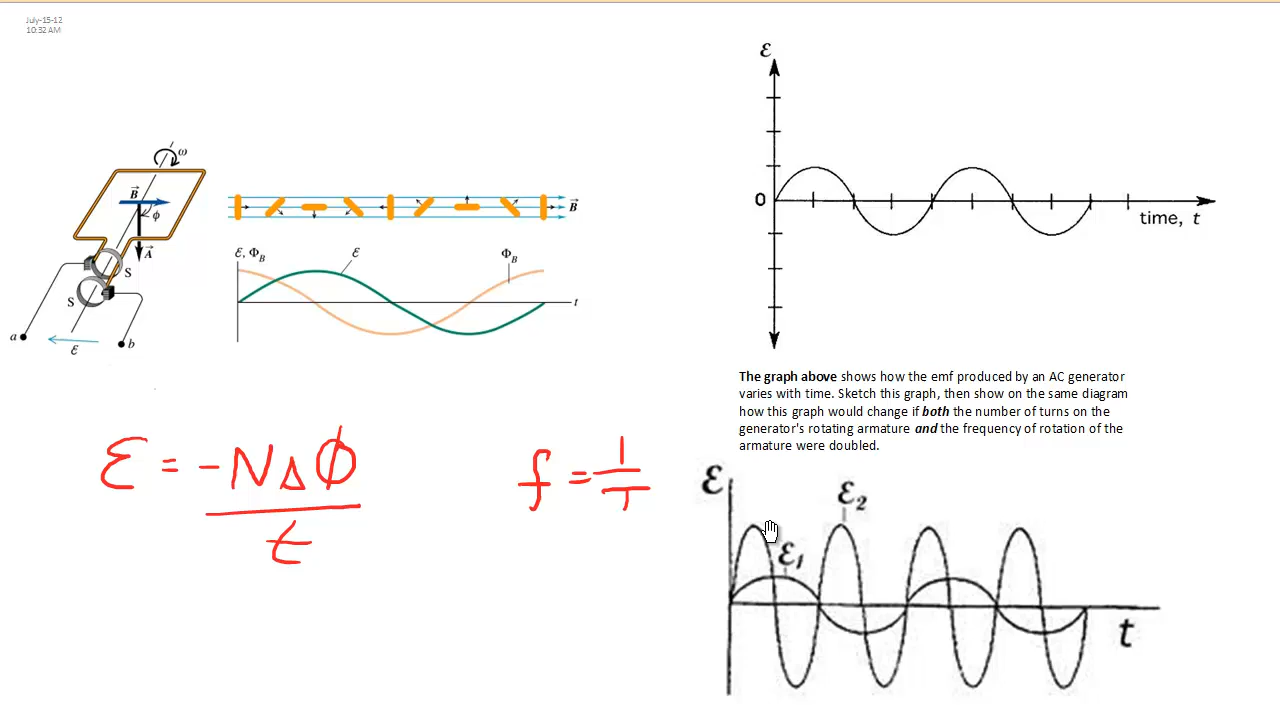 July-15-12
10:32 AM
ω
B
ϕ
A
S
S
a
b
ℰ
B
ℰ, Φ_B
ℰ
Φ_B
t
ℰ = -NΔϕ
t
f = 1
T
ℰ
0
time, t
The graph above shows how the emf produced by an AC generator
varies with time. Sketch this graph, then show on the same diagram
how this graph would change if both the number of turns on the
generator's rotating armature and the frequency of rotation of the
armature were doubled.
ℰ
ℰ₂
ℰ₁
t